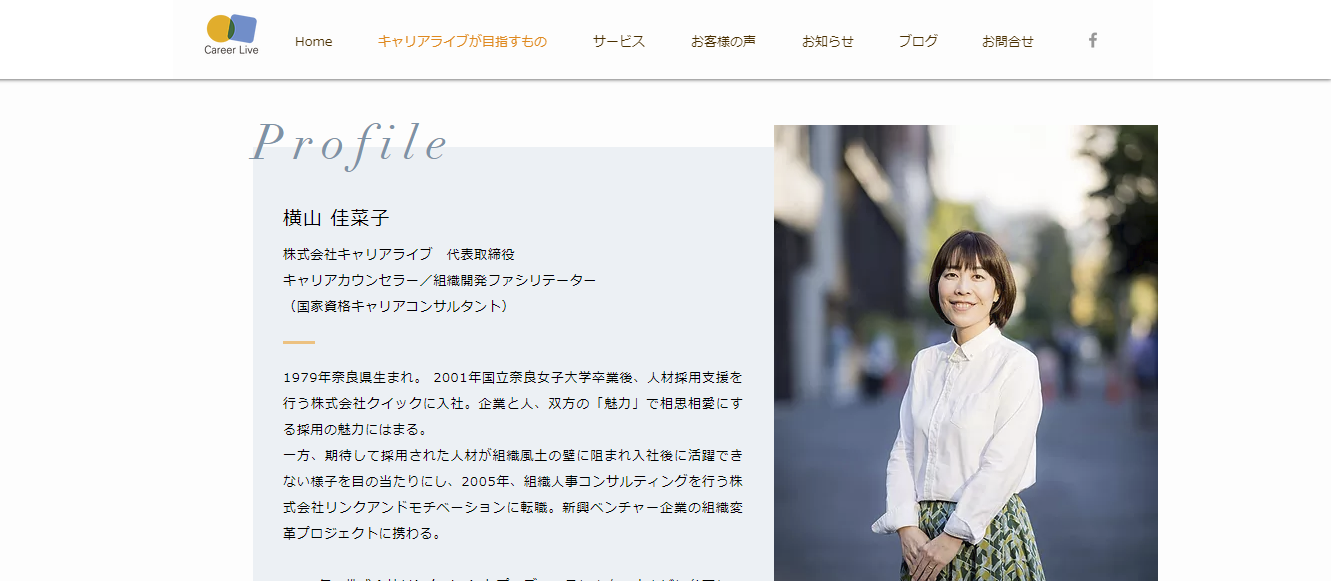 Career Live
Home
キャリアライブが目指すもの
サービス
お客様の声
お知らせ
ブログ
お問合せ
Profile
横山 佳菜子
株式会社キャリアライブ　代表取締役
キャリアカウンセラー／組織開発ファシリテーター
（国家資格キャリアコンサルタント）
1979年奈良県生まれ。 2001年国立奈良女子大学卒業後、人材採用支援を
行う株式会社クイックに入社。企業と人、双方の「魅力」で相思相愛にす
る採用の魅力にはまる。
一方、期待して採用された人材が組織風土の壁に阻まれ入社後に活躍でき
ない様子を目の当たりにし、2005年、組織人事コンサルティングを行う株
式会社リンクアンドモチベーションに転職。新興ベンチャー企業の組織変
革プロジェクトに携わる。